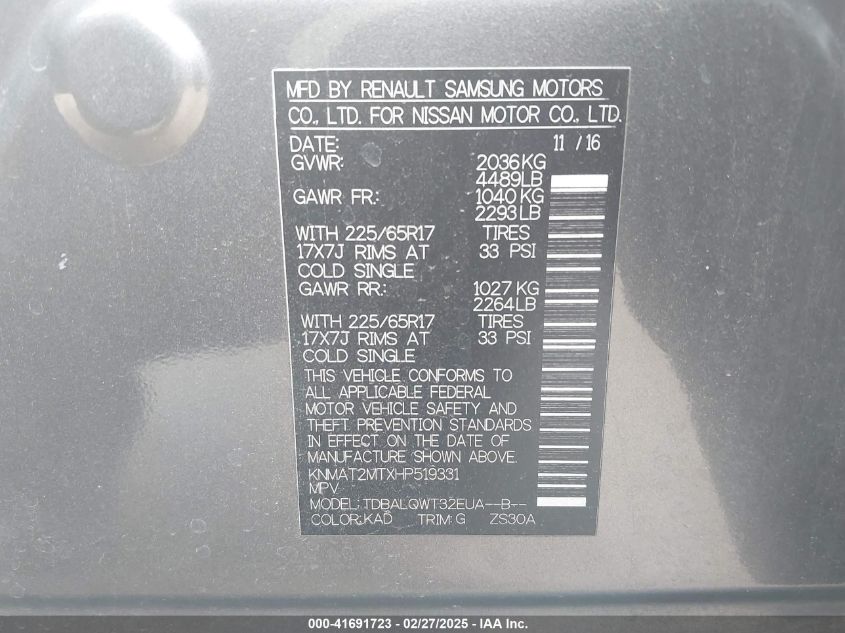 MFD BY RENAULT SAMSUNG MOTORS
CO., LTD. FOR NISSAN MOTOR CO., LTD.
DATE: 11 / 16
GVWR: 2036KG
4489LB
GAWR FR: 1040 KG
2293LB
WITH 225/65R17 TIRES
17X7J RIMS AT 33 PSI
COLD SINGLE
GAWR RR: 1027 KG
2264LB
WITH 225/65R17 TIRES
17X7J RIMS AT 33 PSI
COLD SINGLE
THIS VEHICLE CONFORMS TO
ALL APPLICABLE FEDERAL
MOTOR VEHICLE SAFETY AND
THEFT PREVENTION STANDARDS
IN EFFECT ON THE DATE OF
MANUFACTURE SHOWN ABOVE.
KNMAT2MTXHP519331
MPV
MODEL: TDBALQWT32EUA--B--
COLOR: KAD TRIM: G ZS30A
000-41691723 - 02/27/2025 - IAA Inc.